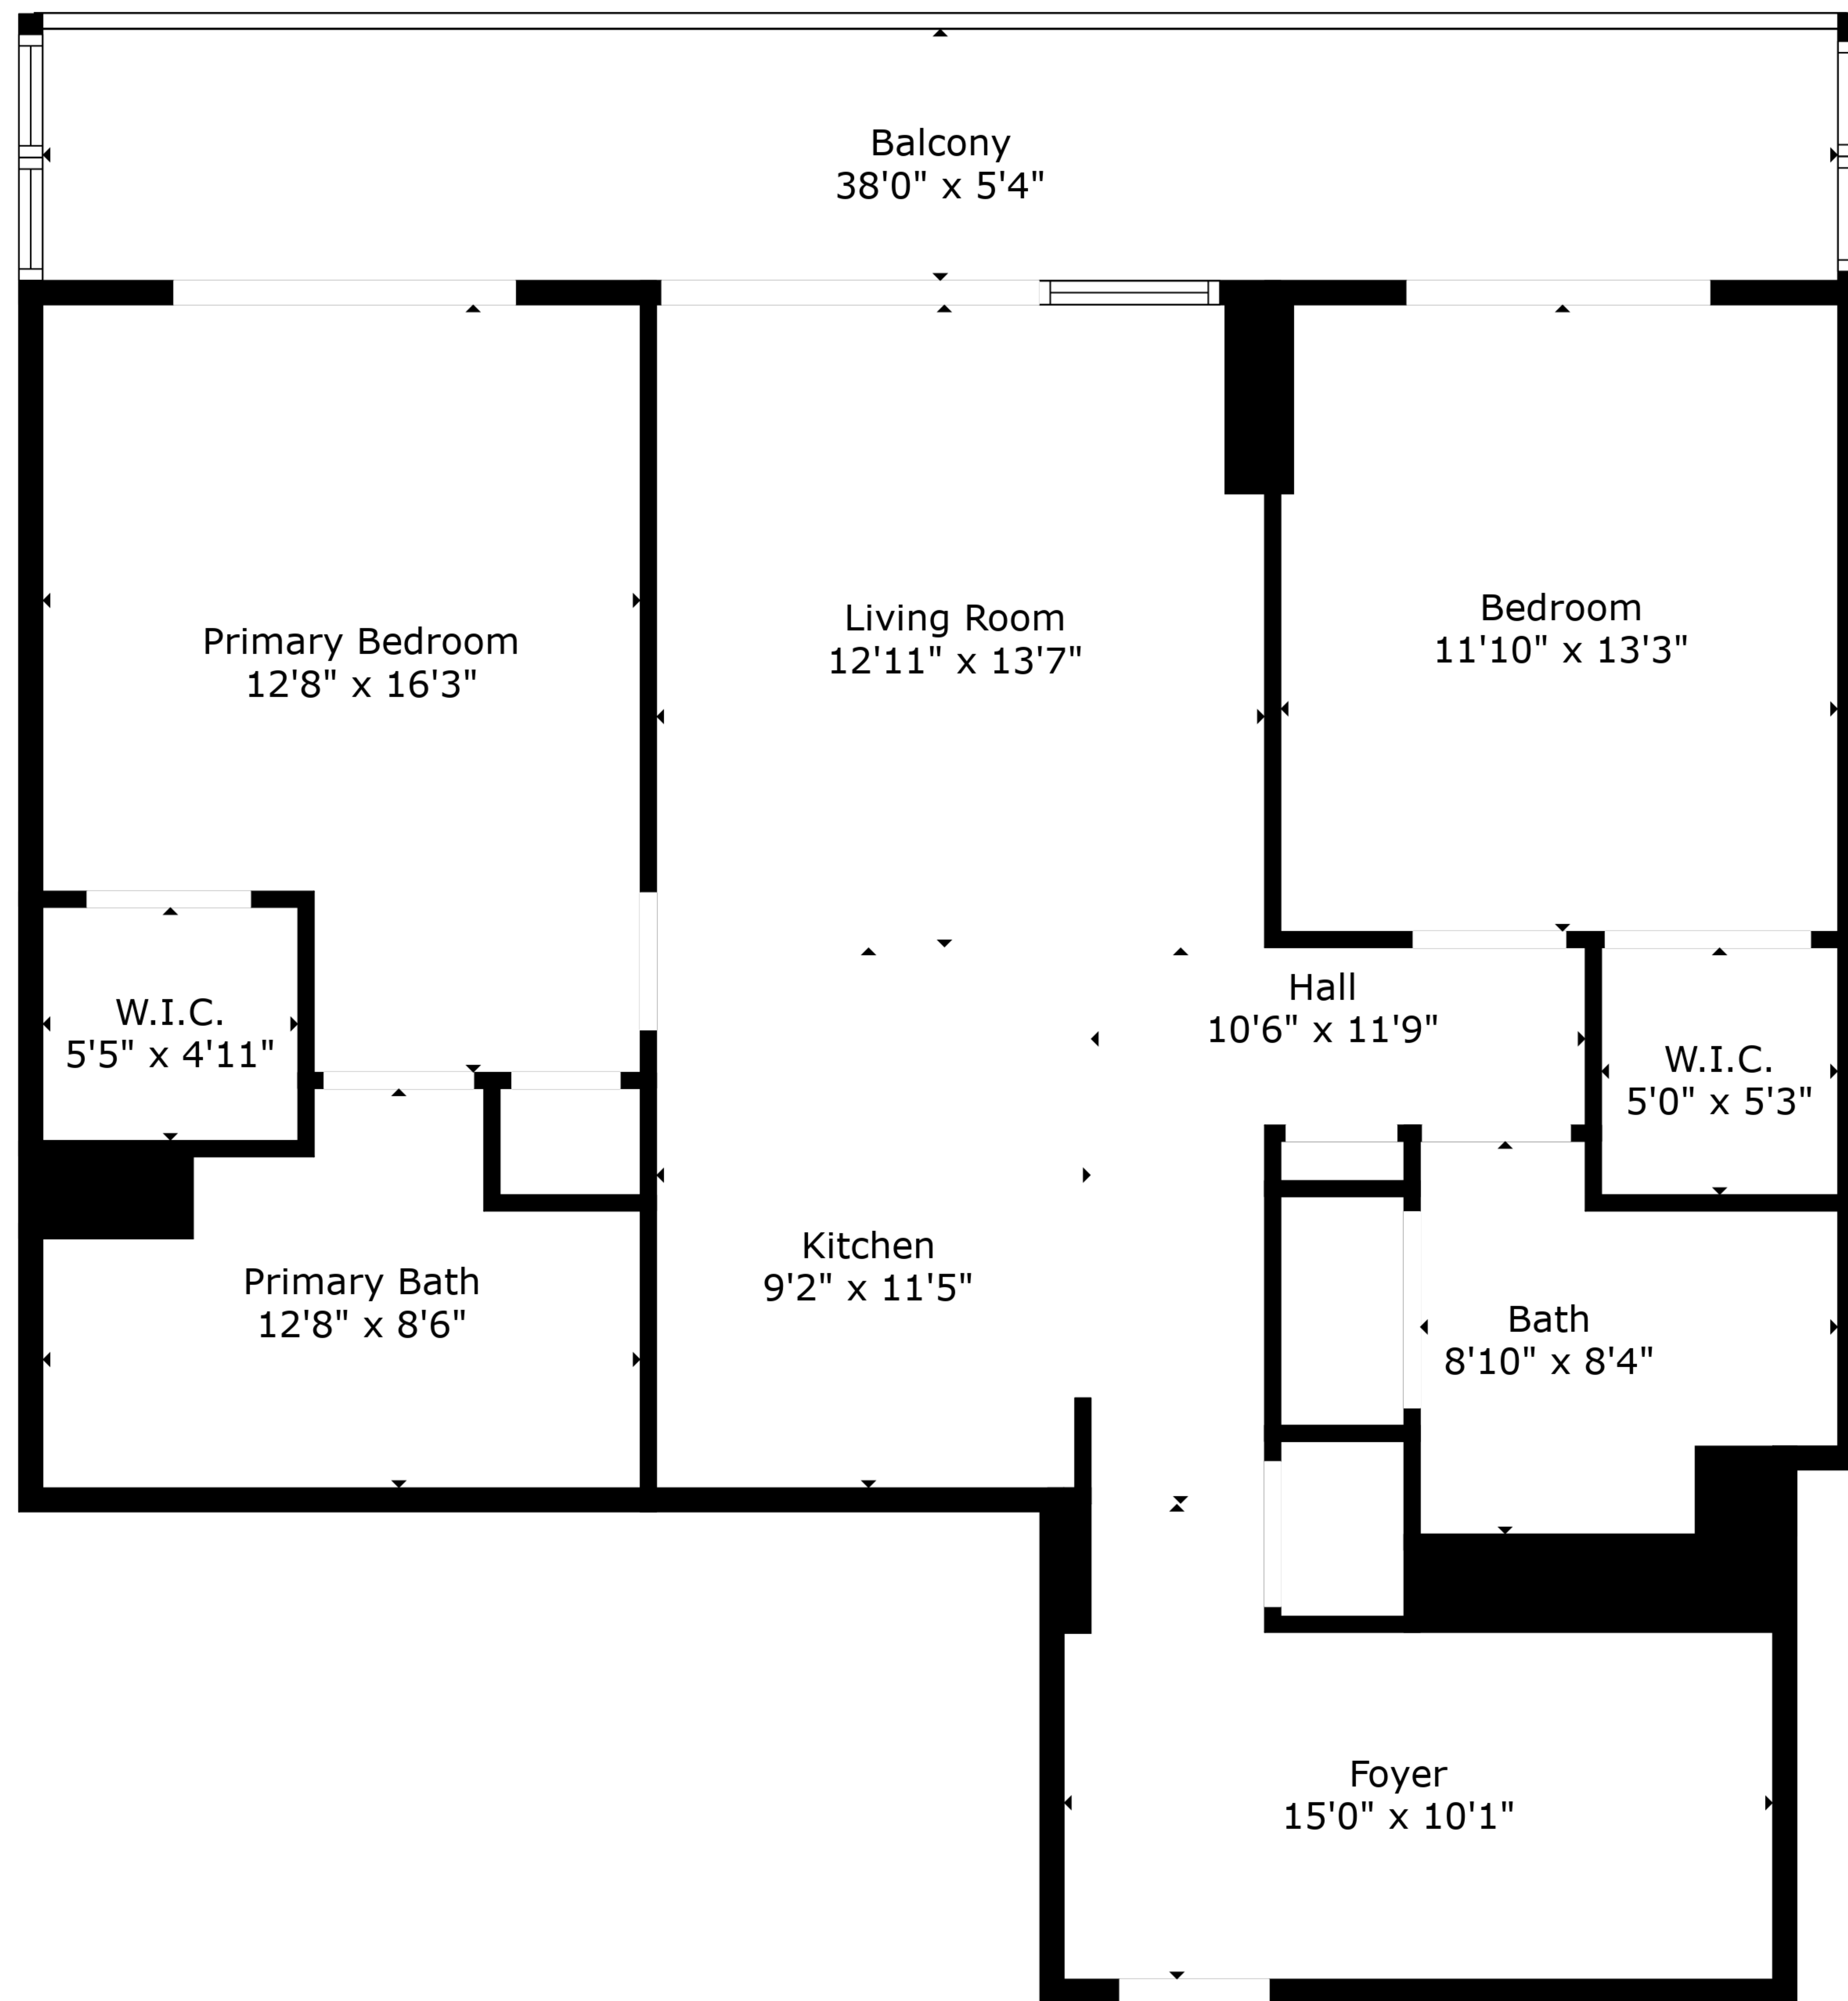 Balcony
38'0" x 5'4"
Primary Bedroom
12'8" x 16'3"
Living Room
12'11" x 13'7"
Bedroom
11'10" x 13'3"
W.I.C.
5'5" x 4'11"
Hall
10'6" x 11'9"
W.I.C.
5'0" x 5'3"
Primary Bath
12'8" x 8'6"
Kitchen
9'2" x 11'5"
Bath
8'10" x 8'4"
Foyer
15'0" x 10'1"